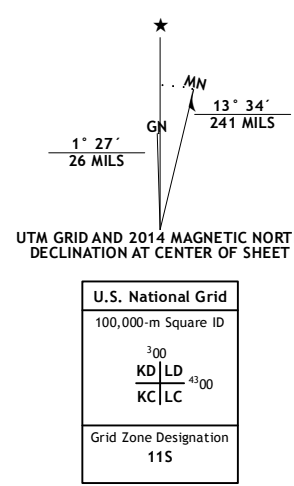 ★
MN
13° 34´
241 MILS
GN
1° 27´
26 MILS
UTM GRID AND 2014 MAGNETIC NORT
DECLINATION AT CENTER OF SHEET
U.S. National Grid
100,000-m Square ID
³00
KD LD
⁴³00
KC LC
Grid Zone Designation
11S